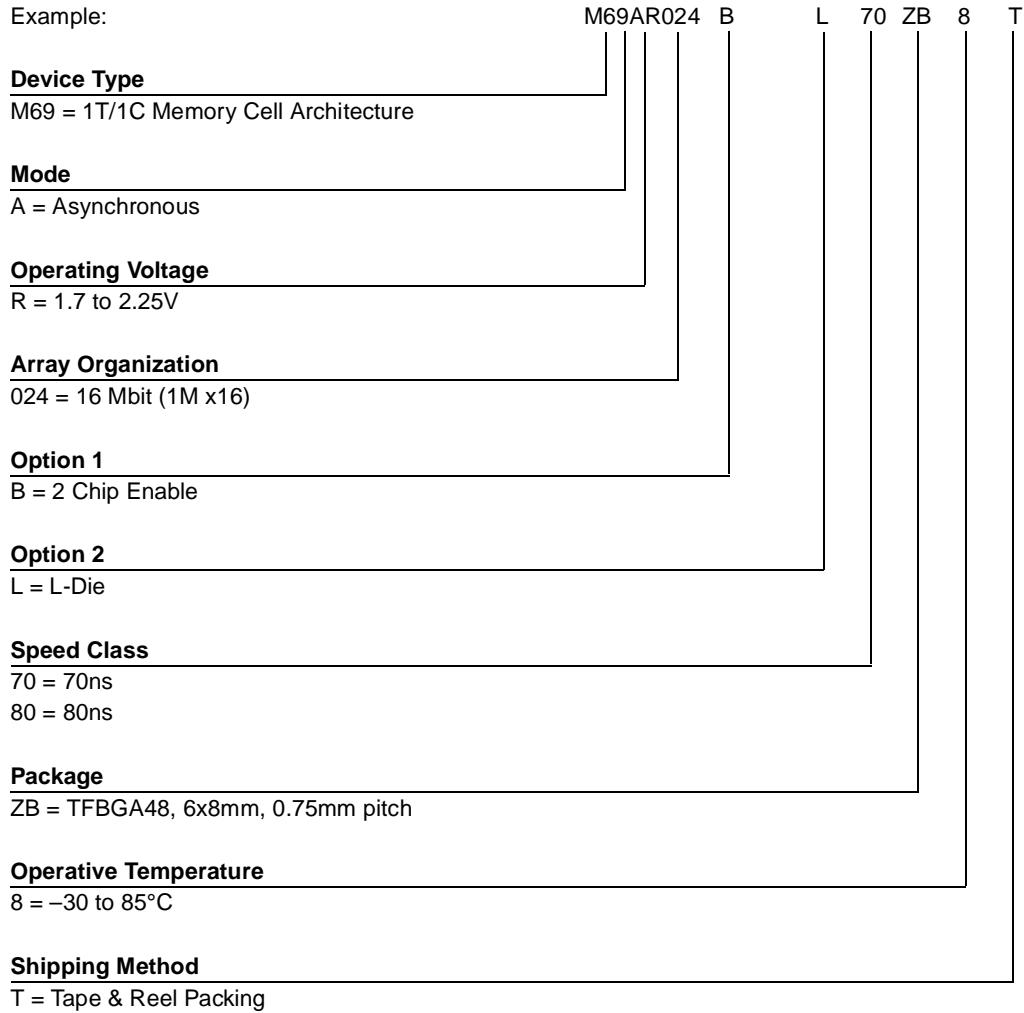 Example: M69AR024 B L 70 ZB 8 T
Device Type
M69 = 1T/1C Memory Cell Architecture
Mode
A = Asynchronous
Operating Voltage
R = 1.7 to 2.25V
Array Organization
024 = 16 Mbit (1M x16)
Option 1
B = 2 Chip Enable
Option 2
L = L-Die
Speed Class
70 = 70ns
80 = 80ns
Package
ZB = TFBGA48, 6x8mm, 0.75mm pitch
Operative Temperature
8 = –30 to 85°C
Shipping Method
T = Tape & Reel Packing